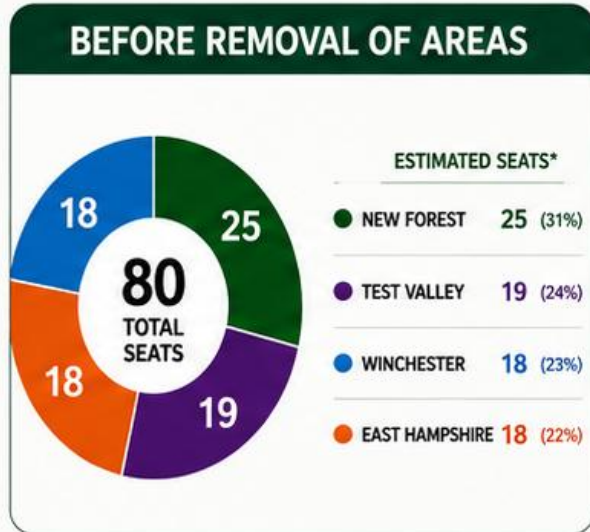 BEFORE REMOVAL OF AREAS
18
25
80
TOTAL
SEATS
18
19
ESTIMATED SEATS*
NEW FOREST 25 (31%)
TEST VALLEY 19 (24%)
WINCHESTER 18 (23%)
EAST HAMPSHIRE 18 (22%)